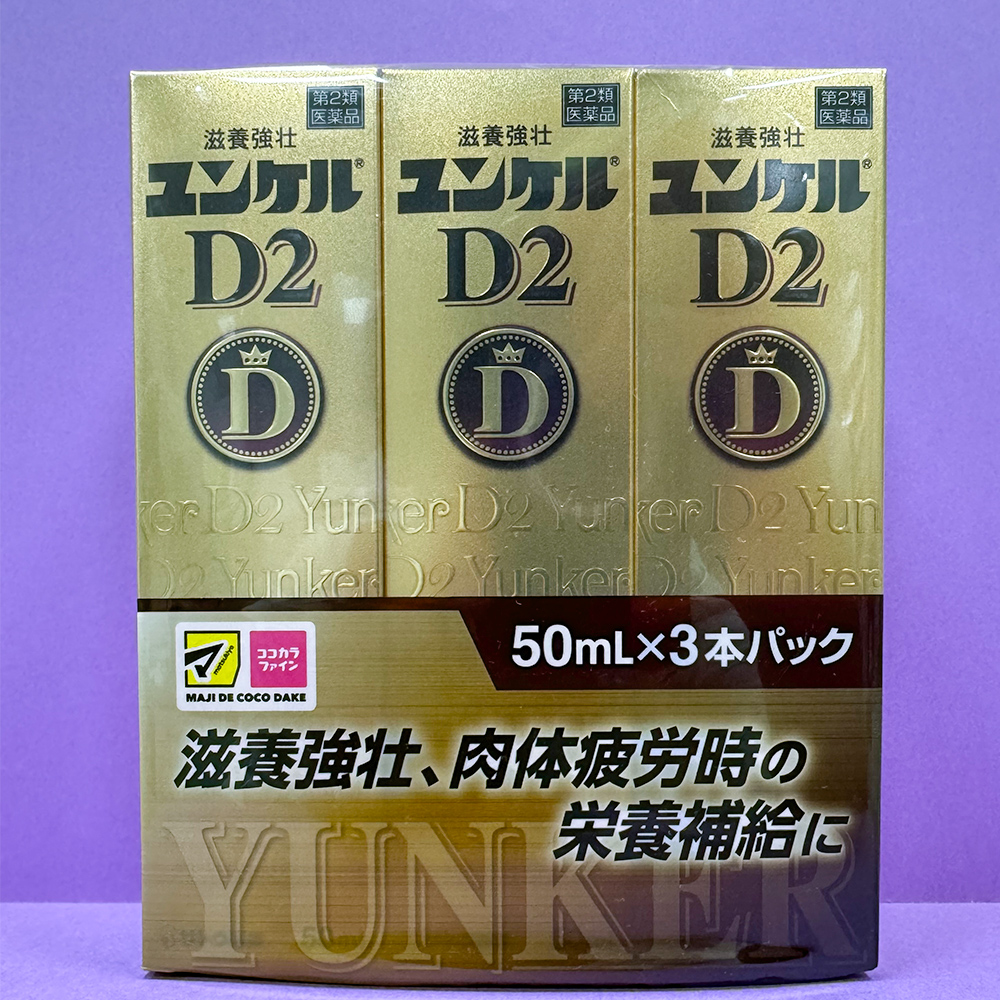 第2類
医薬品
滋養強壮
ユンケル®
D2
D
第2類
医薬品
滋養強壮
ユンケル®
D2
D
第2類
医薬品
滋養強壮
ユンケル®
D2
D
ker D2 Yunker D2 Yunker D2 Yun
D2 Yunker D2 Yunker D2 Yunker
50mL×3本パック
マ
matsukiyo
ココカラ
ファイン
MAJI DE COCO DAKE
滋養強壮、肉体疲労時の
栄養補給に
YUNKER